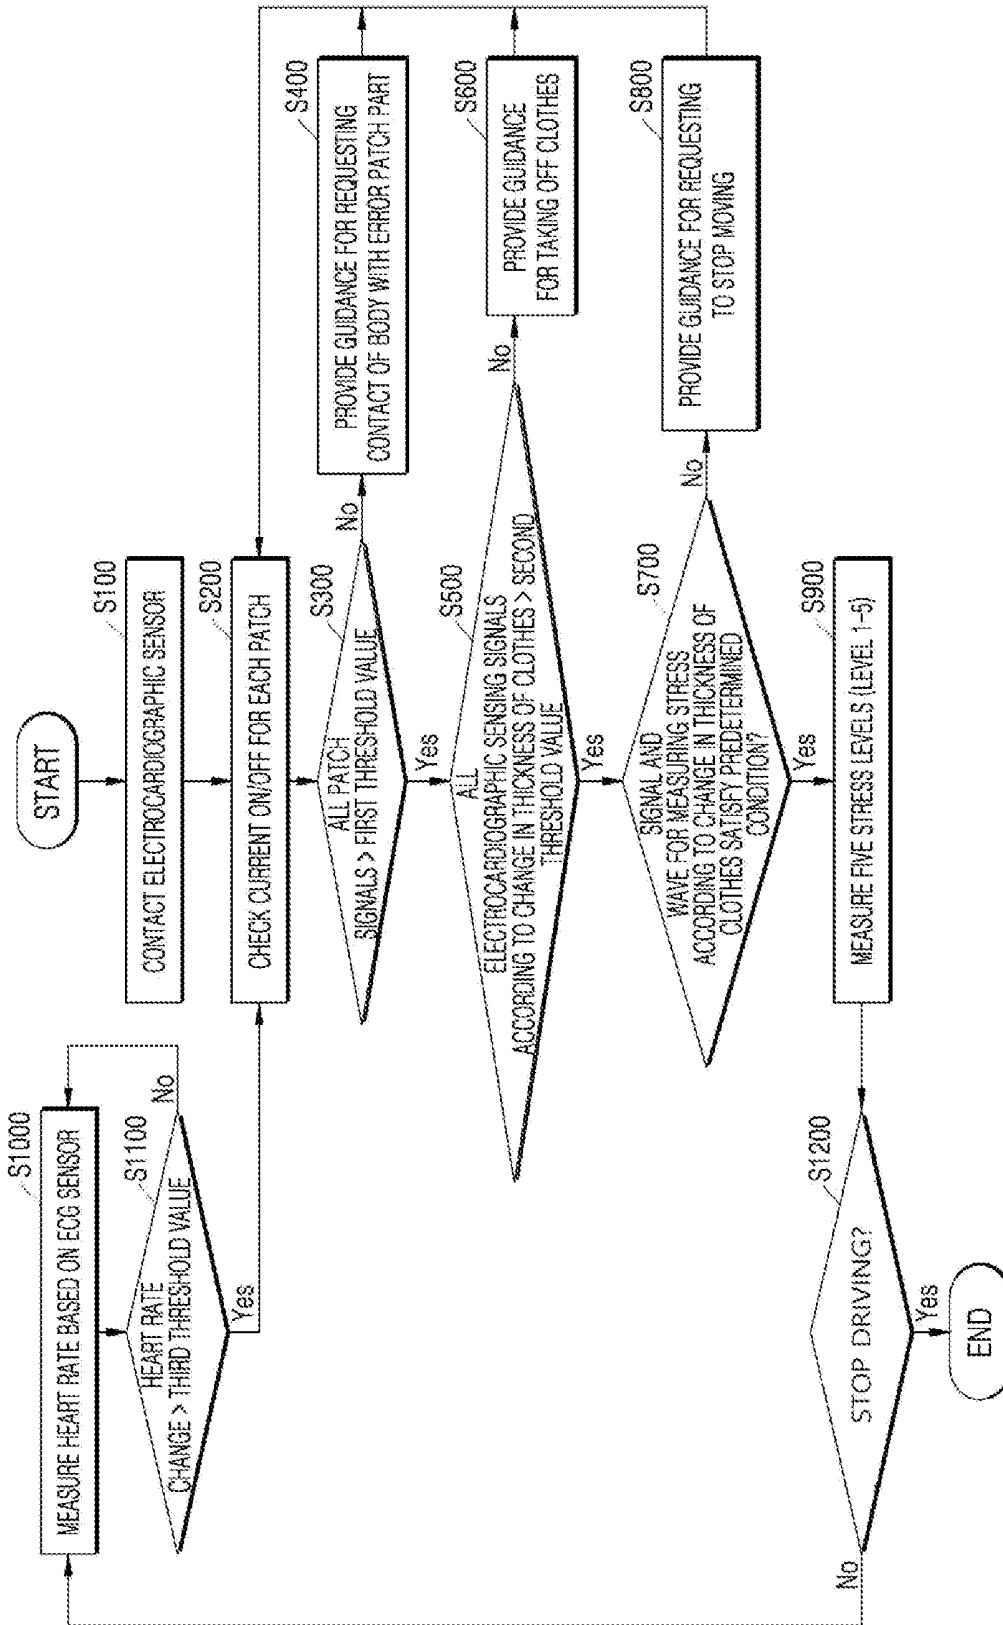 START
S100
CONTACT ELECTROCARDIOGRAPHIC SENSOR
S200
CHECK CURRENT ON/OFF FOR EACH PATCH
S300
ALL PATCH
SIGNALS > FIRST THRESHOLD VALUE
No
Yes
S400
PROVIDE GUIDANCE FOR REQUESTING
CONTACT OF BODY WITH ERROR PATCH PART
S500
ALL
ELECTROCARDIOGRAPHIC SENSING SIGNALS
ACCORDING TO CHANGE IN THICKNESS OF CLOTHES > SECOND
THRESHOLD VALUE
No
Yes
S600
PROVIDE GUIDANCE
FOR TAKING OFF CLOTHES
S700
SIGNAL AND
WAVE FOR MEASURING STRESS
ACCORDING TO CHANGE IN THICKNESS OF
CLOTHES SATISFY PREDETERMINED
CONDITION?
No
Yes
S800
PROVIDE GUIDANCE FOR REQUESTING
TO STOP MOVING
S900
MEASURE FIVE STRESS LEVELS (LEVEL 1-5)
S1000
MEASURE HEART RATE BASED ON ECG SENSOR
S1100
HEART RATE
CHANGE > THIRD THRESHOLD VALUE
No
Yes
S1200
STOP DRIVING?
No
Yes
END